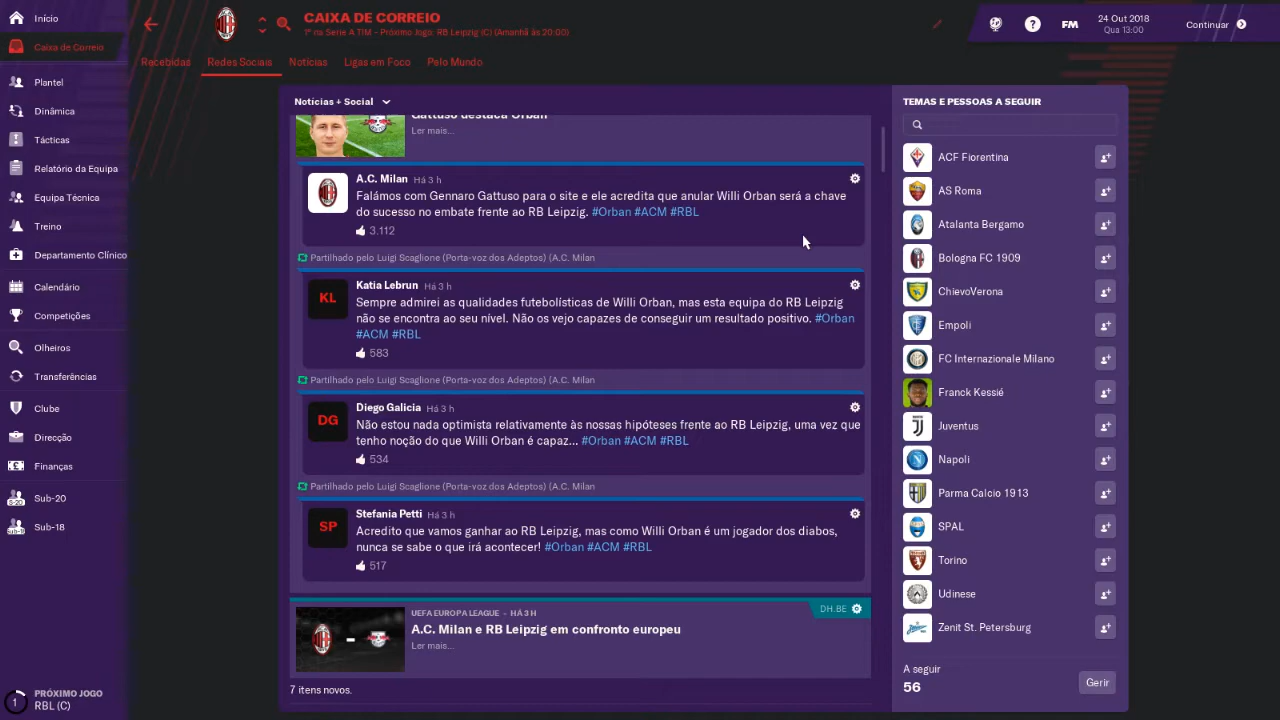 Início
Caixa de Correio
Plantel
Dinâmica
Tácticas
Relatório da Equipa
Equipa Técnica
Treino
Departamento Clínico
Calendário
Competições
Olheiros
Transferências
Clube
Direcção
Finanças
Sub-20
Sub-18
1
PRÓXIMO JOGO
RBL (C)
CAIXA DE CORREIO
1º na Serie A TIM - Próximo Jogo: RB Leipzig (C) (Amanhã às 20:00)
?
FM
24 Out 2018
Qua 13:00
Continuar
Recebidas
Redes Sociais
Notícias
Ligas em Foco
Pelo Mundo
Notícias + Social
Gattuso destaca Orban
Ler mais...
A.C. Milan Há 3 h
Falámos com Gennaro Gattuso para o site e ele acredita que anular Willi Orban será a chave
do sucesso no embate frente ao RB Leipzig. #Orban #ACM #RBL
3.112
Partilhado pelo Luigi Scaglione (Porta-voz dos Adeptos) (A.C. Milan
KL
Katia Lebrun Há 3 h
Sempre admirei as qualidades futebolísticas de Willi Orban, mas esta equipa do RB Leipzig
não se encontra ao seu nível. Não os vejo capazes de conseguir um resultado positivo. #Orban
#ACM #RBL
583
Partilhado pelo Luigi Scaglione (Porta-voz dos Adeptos) (A.C. Milan
DG
Diego Galicia Há 3 h
Não estou nada optimista relativamente às nossas hipóteses frente ao RB Leipzig, uma vez que
tenho noção do que Willi Orban é capaz... #Orban #ACM #RBL
534
Partilhado pelo Luigi Scaglione (Porta-voz dos Adeptos) (A.C. Milan
SP
Stefania Petti Há 3 h
Acredito que vamos ganhar ao RB Leipzig, mas como Willi Orban é um jogador dos diabos,
nunca se sabe o que irá acontecer! #Orban #ACM #RBL
517
UEFA EUROPA LEAGUE - HÁ 3 H
DH.BE
A.C. Milan e RB Leipzig em confronto europeu
Ler mais...
7 itens novos.
TEMAS E PESSOAS A SEGUIR
ACF Fiorentina
AS Roma
Atalanta Bergamo
Bologna FC 1909
ChievoVerona
Empoli
FC Internazionale Milano
Franck Kessié
Juventus
Napoli
Parma Calcio 1913
SPAL
Torino
Udinese
Zenit St. Petersburg
A seguir
56
Gerir